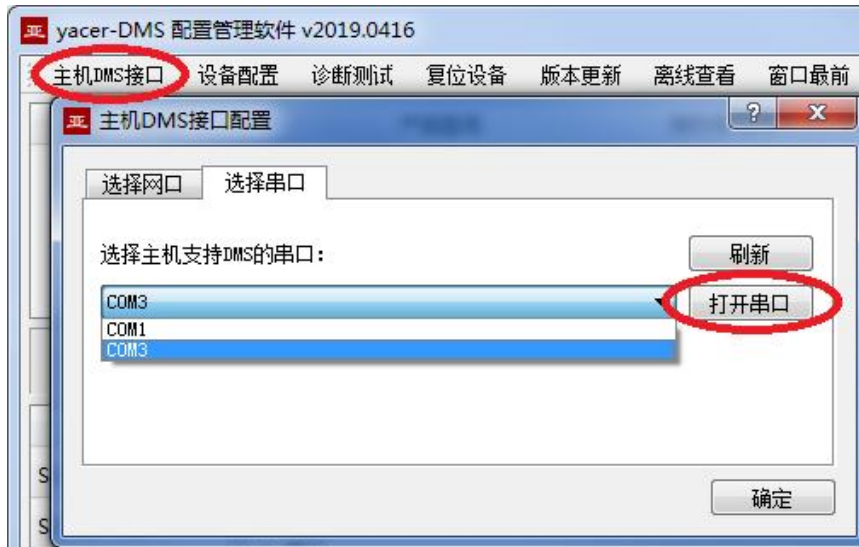 亚 yacer-DMS 配置管理软件 v2019.0416
主机DMS接口 设备配置 诊断测试 复位设备 版本更新 离线查看 窗口最前
亚 主机DMS接口配置 ? X
选择网口 选择串口
选择主机支持DMS的串口: 刷新
COM3 打开串口
COM1
COM3
确定
S
S